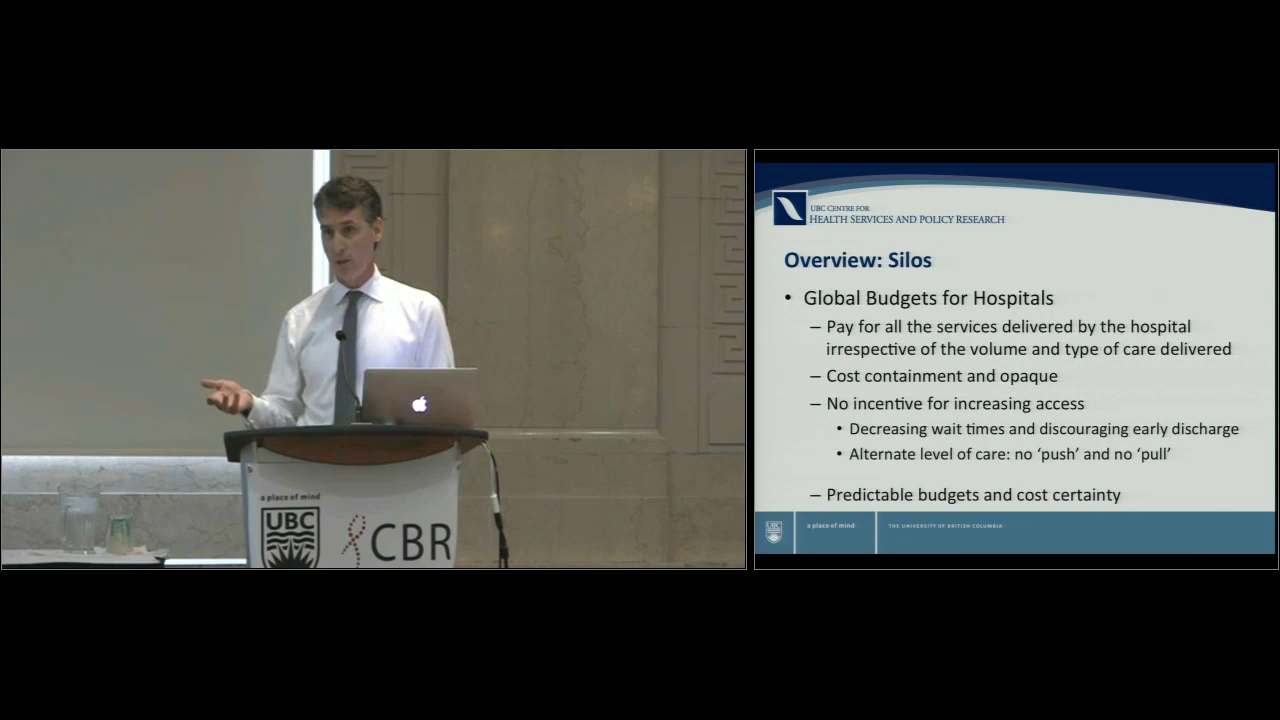 a place of mind
UBC
CBR
UBC CENTRE FOR
HEALTH SERVICES AND POLICY RESEARCH
Overview: Silos
• Global Budgets for Hospitals
– Pay for all the services delivered by the hospital
irrespective of the volume and type of care delivered
– Cost containment and opaque
– No incentive for increasing access
• Decreasing wait times and discouraging early discharge
• Alternate level of care: no ‘push’ and no ‘pull’
– Predictable budgets and cost certainty
UBC
a place of mind
THE UNIVERSITY OF BRITISH COLUMBIA